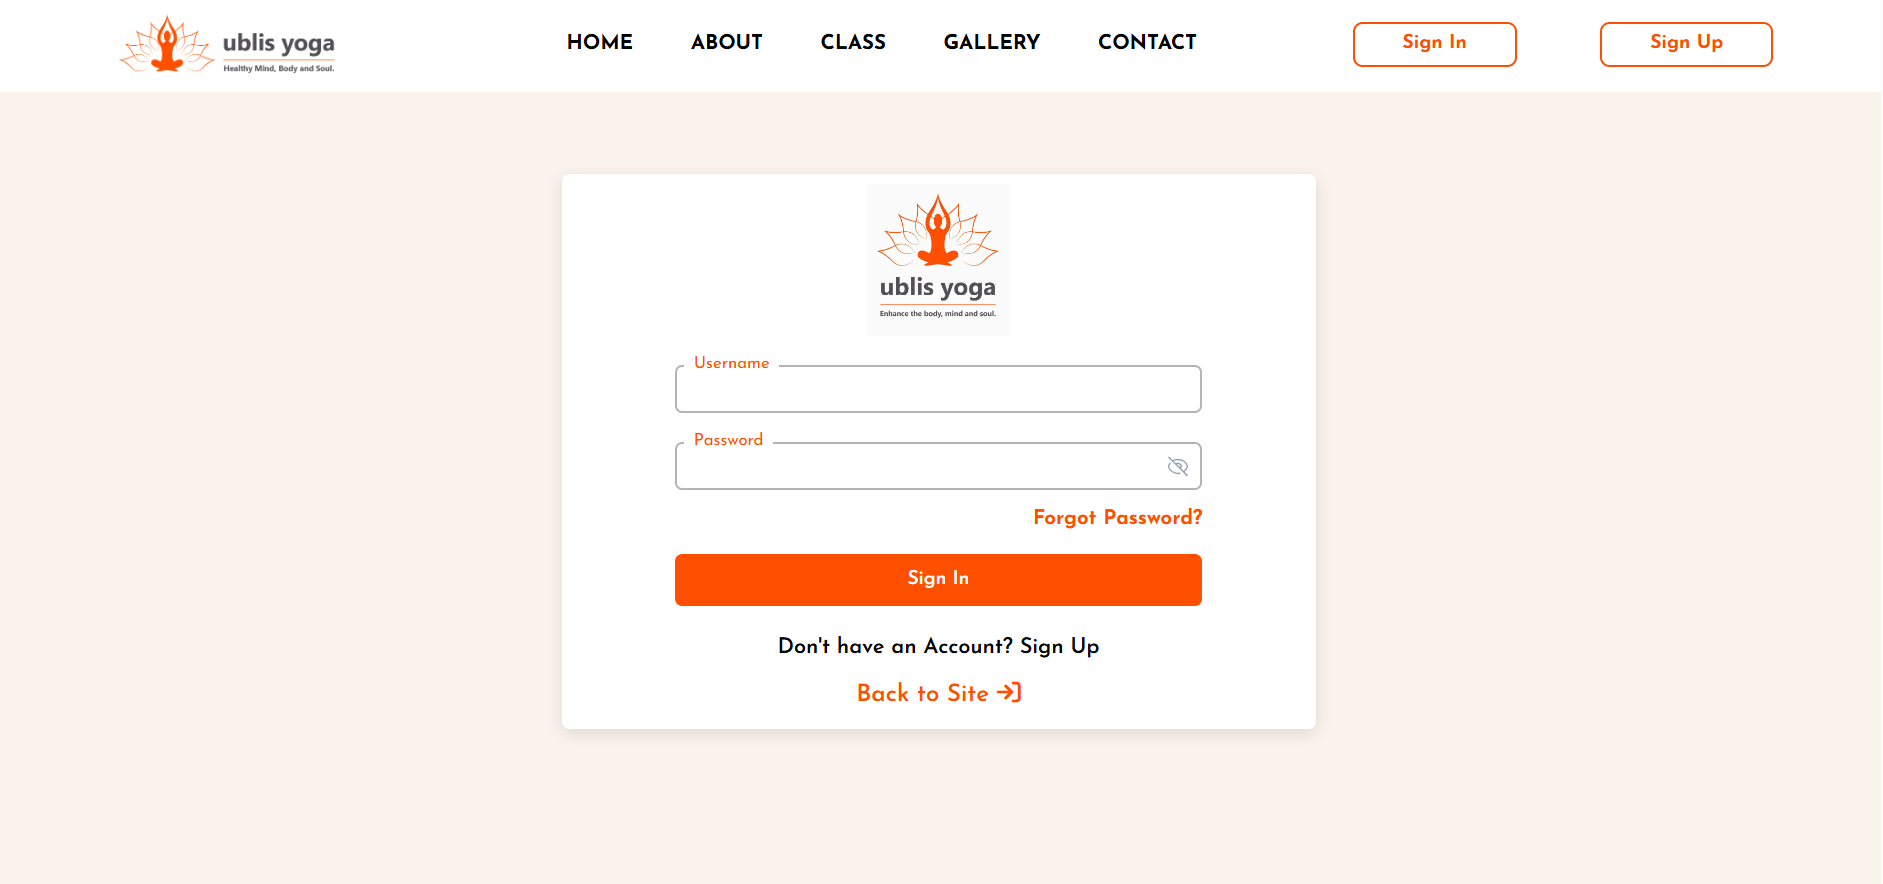 ublis yoga
Healthy Mind, Body and Soul.
HOME ABOUT CLASS GALLERY CONTACT
Sign In Sign Up
ublis yoga
Enhance the body, mind and soul.
Username
Password
Forgot Password?
Sign In
Don't have an Account? Sign Up
Back to Site